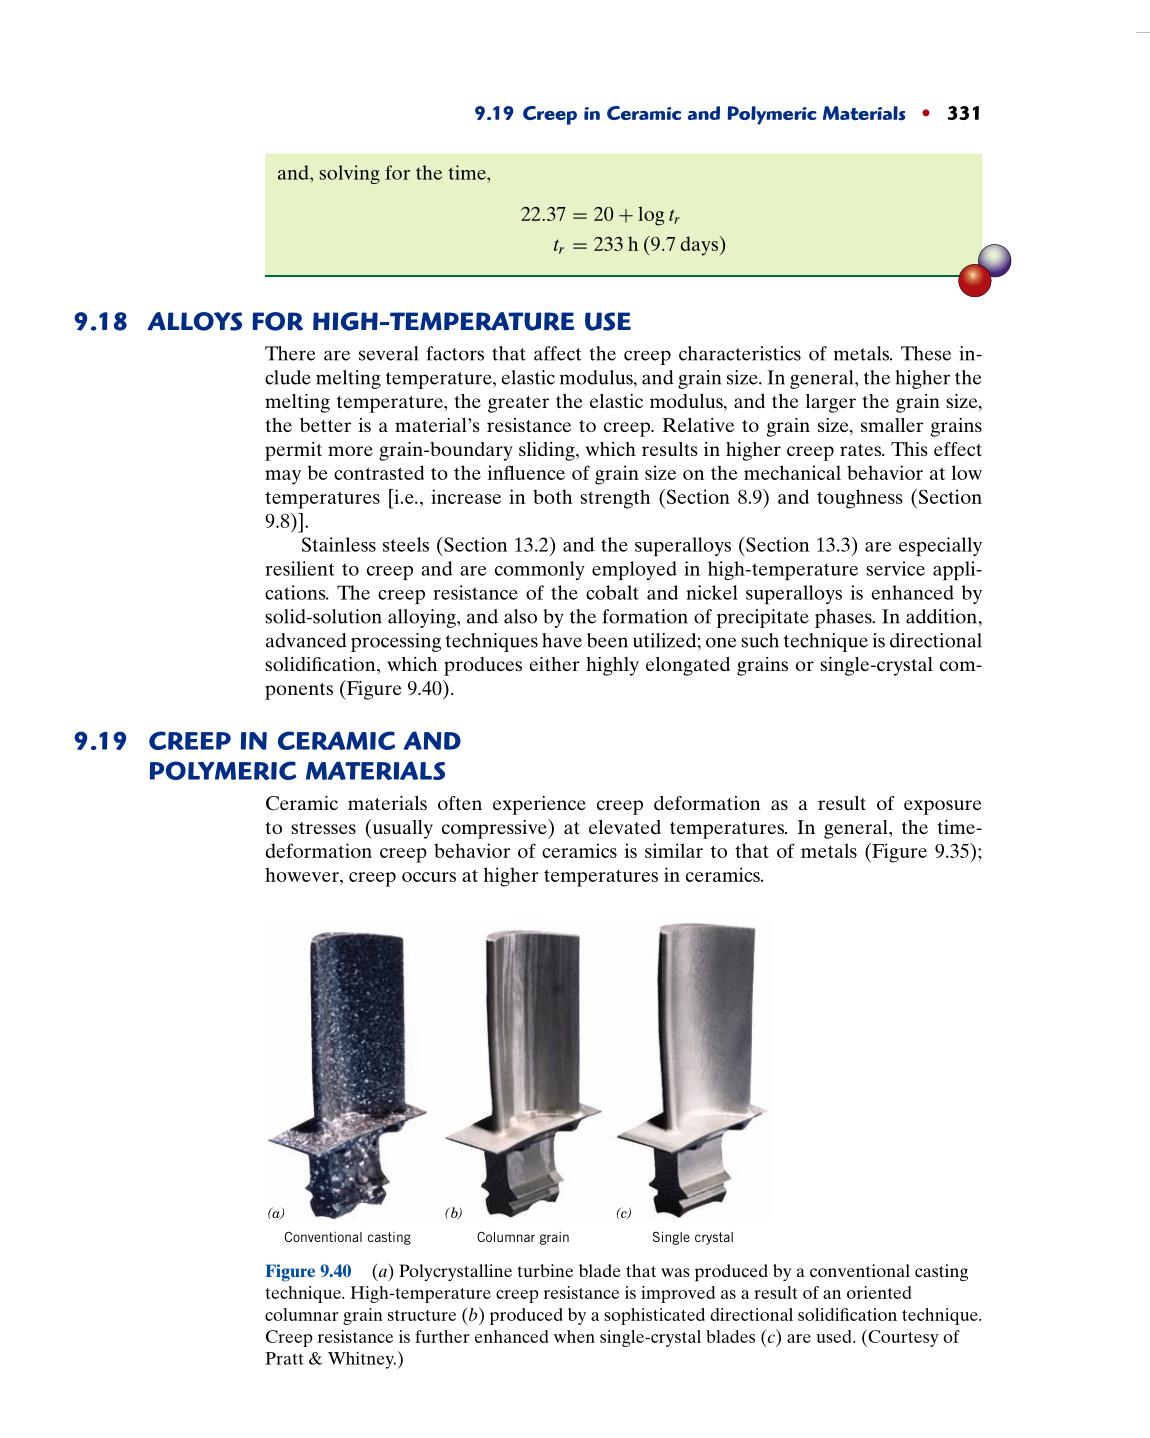 9.19 Creep in Ceramic and Polymeric Materials • 331
and, solving for the time,
22.37 = 20 + log tr
tr = 233 h (9.7 days)
9.18 ALLOYS FOR HIGH-TEMPERATURE USE
There are several factors that affect the creep characteristics of metals. These in-
clude melting temperature, elastic modulus, and grain size. In general, the higher the
melting temperature, the greater the elastic modulus, and the larger the grain size,
the better is a material's resistance to creep. Relative to grain size, smaller grains
permit more grain-boundary sliding, which results in higher creep rates. This effect
may be contrasted to the influence of grain size on the mechanical behavior at low
temperatures [i.e., increase in both strength (Section 8.9) and toughness (Section
9.8)].
Stainless steels (Section 13.2) and the superalloys (Section 13.3) are especially
resilient to creep and are commonly employed in high-temperature service appli-
cations. The creep resistance of the cobalt and nickel superalloys is enhanced by
solid-solution alloying, and also by the formation of precipitate phases. In addition,
advanced processing techniques have been utilized; one such technique is directional
solidification, which produces either highly elongated grains or single-crystal com-
ponents (Figure 9.40).
9.19 CREEP IN CERAMIC AND
POLYMERIC MATERIALS
Ceramic materials often experience creep deformation as a result of exposure
to stresses (usually compressive) at elevated temperatures. In general, the time-
deformation creep behavior of ceramics is similar to that of metals (Figure 9.35);
however, creep occurs at higher temperatures in ceramics.
(a) (b) (c)
Conventional casting Columnar grain Single crystal
Figure 9.40 (a) Polycrystalline turbine blade that was produced by a conventional casting
technique. High-temperature creep resistance is improved as a result of an oriented
columnar grain structure (b) produced by a sophisticated directional solidification technique.
Creep resistance is further enhanced when single-crystal blades (c) are used. (Courtesy of
Pratt & Whitney.)